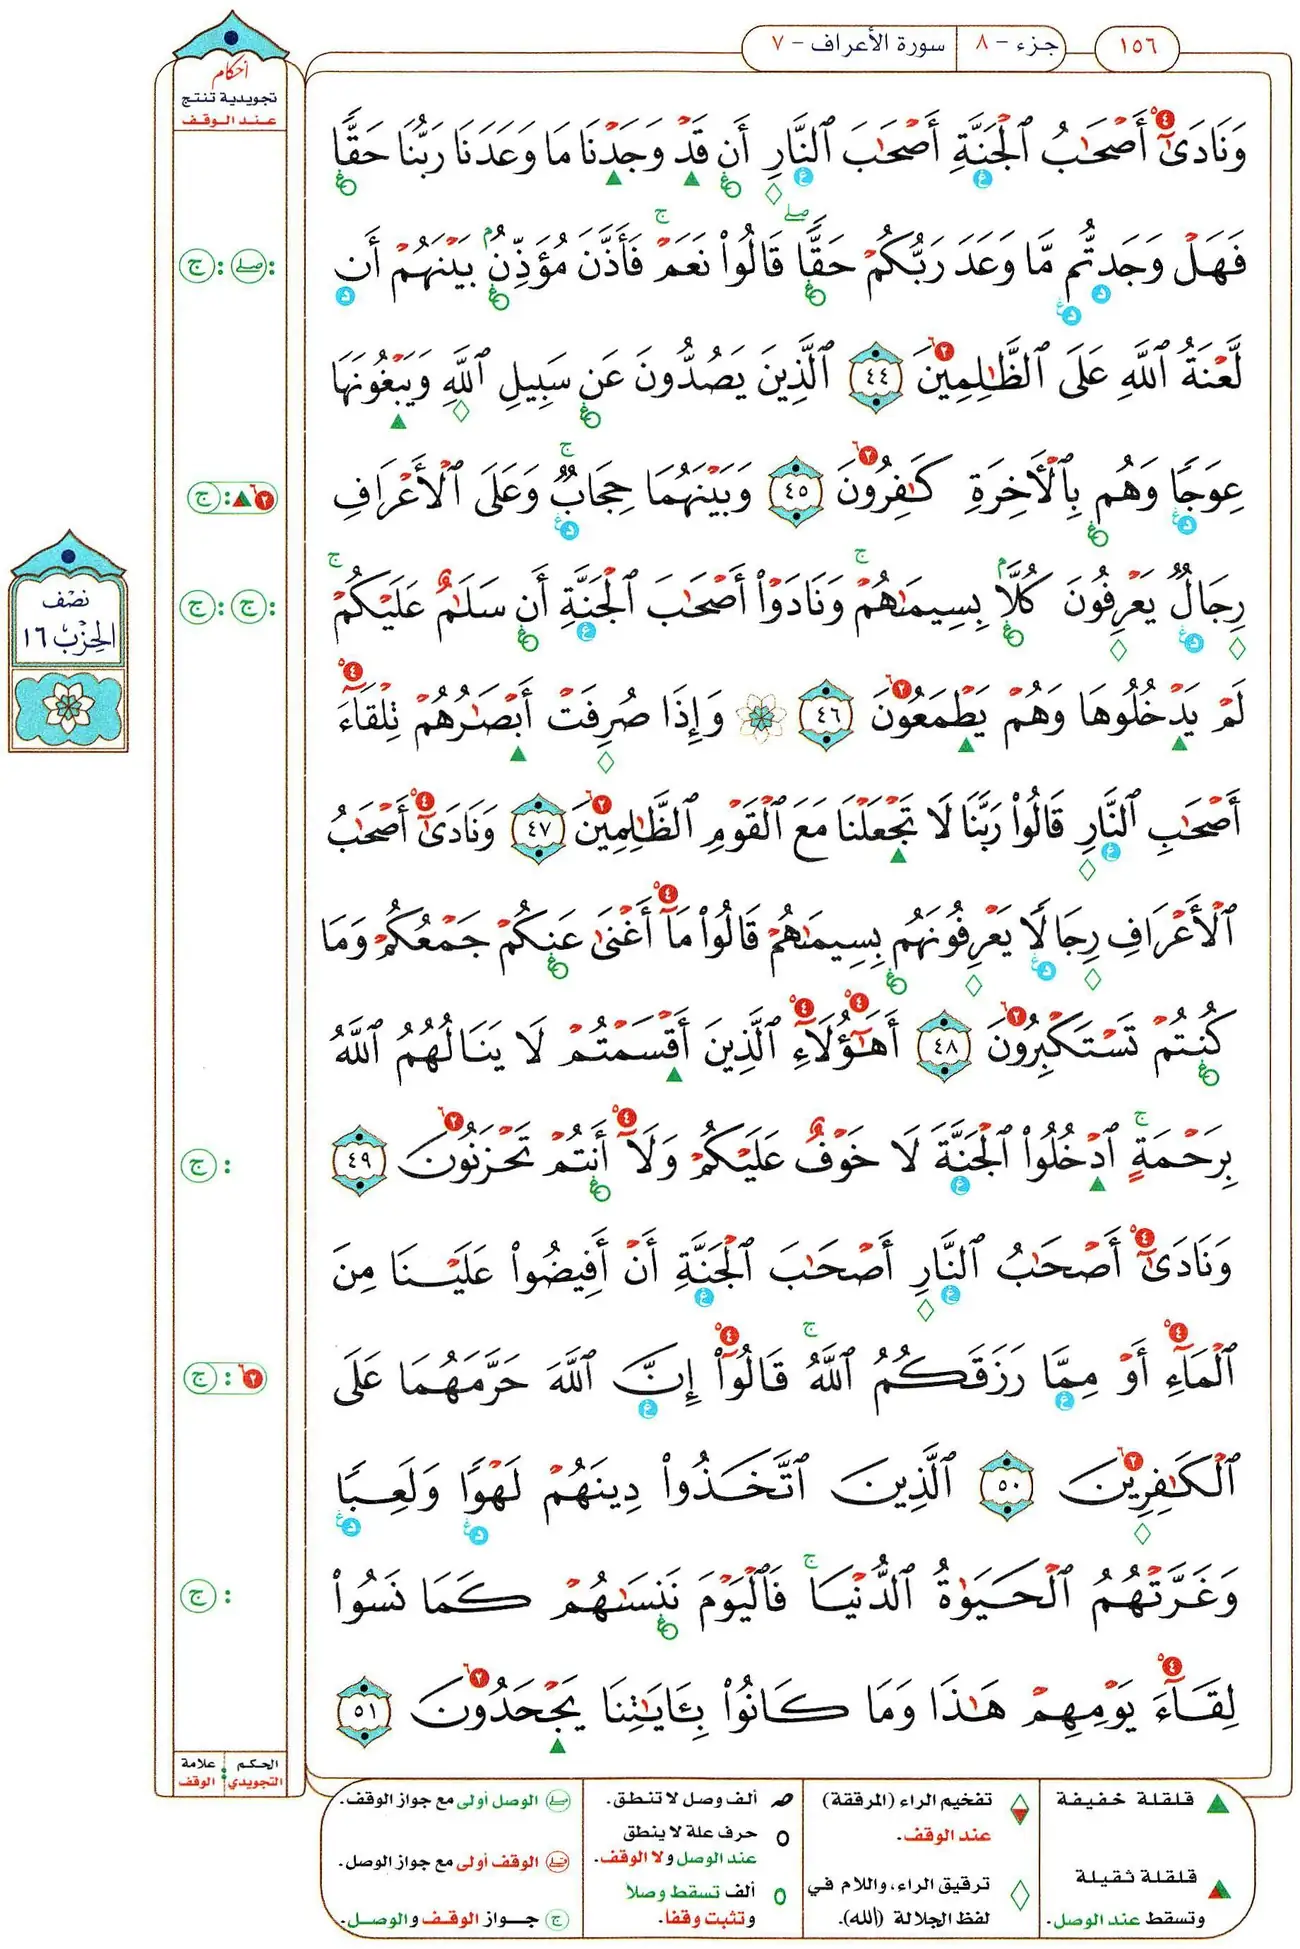 ١٥٦
جزء - ٨
سورة الأعراف - ٧
أحكام
تجويدية تنتج
عند الوقف
وَنَادَىٰٓ أَصْحَٰبُ ٱلْجَنَّةِ أَصْحَٰبَ ٱلنَّارِ أَن قَدْ وَجَدْنَا مَا وَعَدَنَا رَبُّنَا حَقًّا
فَهَلْ وَجَدتُّم مَّا وَعَدَ رَبُّكُمْ حَقًّا ۖ قَالُوا۟ نَعَمْ ۚ فَأَذَّنَ مُؤَذِّنٌۢ بَيْنَهُمْ أَن
لَّعْنَةُ ٱللَّهِ عَلَى ٱلظَّٰلِمِينَ ٤٤ ٱلَّذِينَ يَصُدُّونَ عَن سَبِيلِ ٱللَّهِ وَيَبْغُونَهَا
عِوَجًا وَهُم بِٱلْأَخِرَةِ كَٰفِرُونَ ٤٥ وَبَيْنَهُمَا حِجَابٌ ۚ وَعَلَى ٱلْأَعْرَافِ
رِجَالٌ يَعْرِفُونَ كُلًّۢا بِسِيمَىٰهُمْ ۚ وَنَادَوْا۟ أَصْحَٰبَ ٱلْجَنَّةِ أَن سَلَٰمٌ عَلَيْكُمْ ۚ
لَمْ يَدْخُلُوهَا وَهُمْ يَطْمَعُونَ ٤٦ وَإِذَا صُرِفَتْ أَبْصَٰرُهُمْ تِلْقَآءَ
أَصْحَٰبِ ٱلنَّارِ قَالُوا۟ رَبَّنَا لَا تَجْعَلْنَا مَعَ ٱلْقَوْمِ ٱلظَّٰلِمِينَ ٤٧ وَنَادَىٰٓ أَصْحَٰبُ
ٱلْأَعْرَافِ رِجَالًا يَعْرِفُونَهُم بِسِيمَىٰهُمْ قَالُوا۟ مَآ أَغْنَىٰ عَنكُمْ جَمْعُكُمْ وَمَا
كُنتُمْ تَسْتَكْبِرُونَ ٤٨ أَهَٰٓؤُلَآءِ ٱلَّذِينَ أَقْسَمْتُمْ لَا يَنَالُهُمُ ٱللَّهُ
بِرَحْمَةٍ ۚ ٱدْخُلُوا۟ ٱلْجَنَّةَ لَا خَوْفٌ عَلَيْكُمْ وَلَآ أَنتُمْ تَحْزَنُونَ ٤٩
وَنَادَىٰٓ أَصْحَٰبُ ٱلنَّارِ أَصْحَٰبَ ٱلْجَنَّةِ أَنْ أَفِيضُوا۟ عَلَيْنَا مِنَ
ٱلْمَآءِ أَوْ مِمَّا رَزَقَكُمُ ٱللَّهُ ۚ قَالُوٓا۟ إِنَّ ٱللَّهَ حَرَّمَهُمَا عَلَى
ٱلْكَٰفِرِينَ ٥٠ ٱلَّذِينَ ٱتَّخَذُوا۟ دِينَهُمْ لَهْوًا وَلَعِبًا
وَغَرَّتْهُمُ ٱلْحَيَوٰةُ ٱلدُّنْيَا ۚ فَٱلْيَوْمَ نَنسَىٰهُمْ كَمَا نَسُوا۟
لِقَآءَ يَوْمِهِمْ هَٰذَا وَمَا كَانُوا۟ بِـَٔايَٰتِنَا يَجْحَدُونَ ٥١
صلى : ج
ج :
ج : ج
ج :
ج :
ج :
نصف
الحزب ١٦
الحكم التجويدي
علامة الوقف
قلقلة خفيفة
قلقلة ثقيلة
وتسقط عند الوصل.
تفخيم الراء (المرققة)
عند الوقف.
ترقيق الراء، واللام في
لفظ الجلالة (الله).
ألف وصل لا تنطق.
حرف علة لا ينطق
عند الوصل ولا الوقف.
ألف تسقط وصلاً
وتثبت وقفا.
الوصل أولى مع جواز الوقف.
الوقف أولى مع جواز الوصل.
ج جـواز الوقـف والوصـل.